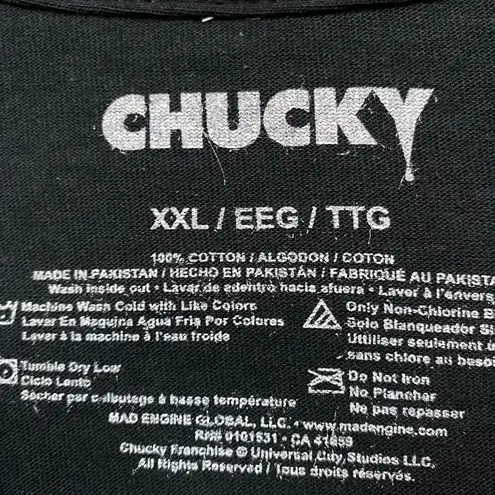 CHUCKY
XXL / EEG / TTG
100% COTTON / ALGODON / COTON
MADE IN PAKISTAN / HECHO EN PAKISTÁN / FABRIQUÉ AU PAKISTA
Wash inside out • Lavar de adentro hacia afuera • Laver à l'envers
Machine Wash Cold with Like Colors
Lavar En Maquina Agua Fria Por Colores
Laver à la machine à l'eau froide
Only Non-Chlorine B
Solo Blanqueador S
Utiliser seulement
sans chlore au besoi
Tumble Dry Low
Ciclo Lento
Sécher par culbutage à basse température
Do Not Iron
No Planchar
Ne pas repasser
MAD ENGINE GLOBAL, LLC. • www.madengine.com
RN# 0101531 • CA 41859
Chucky Franchise © Universal City Studios LLC.
All Rights Reserved / Tous droits réservés.